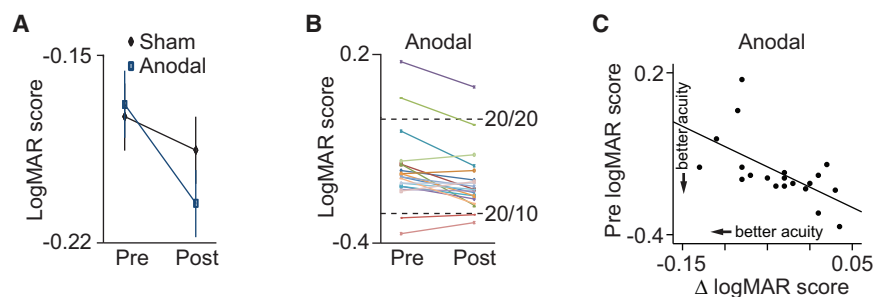 A
-0.15
Sham
Anodal
LogMAR score
-0.22
Pre
Post
B
Anodal
0.2
LogMAR score
20/20
20/10
-0.4
Pre
Post
C
Anodal
0.2
Pre logMAR score
better acuity
better acuity
-0.4
-0.15
0.05
Δ logMAR score